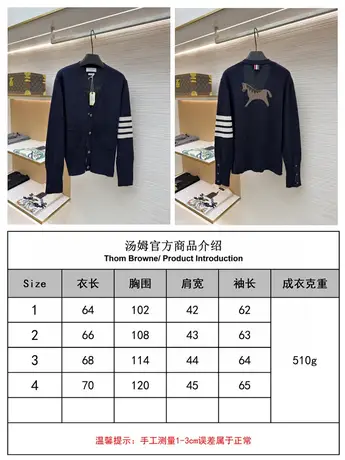 汤姆官方商品介绍
Thom Browne/ Product Introduction
Size 衣长 胸围 肩宽 袖长 成衣克重
1 64 102 42 62
2 66 108 43 63
3 68 114 44 64 510g
4 70 120 45 65
温馨提示：手工测量1-3cm误差属于正常